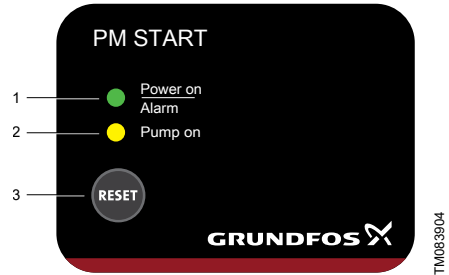 PM START
1
Power on
Alarm
2
Pump on
3
RESET
GRUNDFOS
TM083904